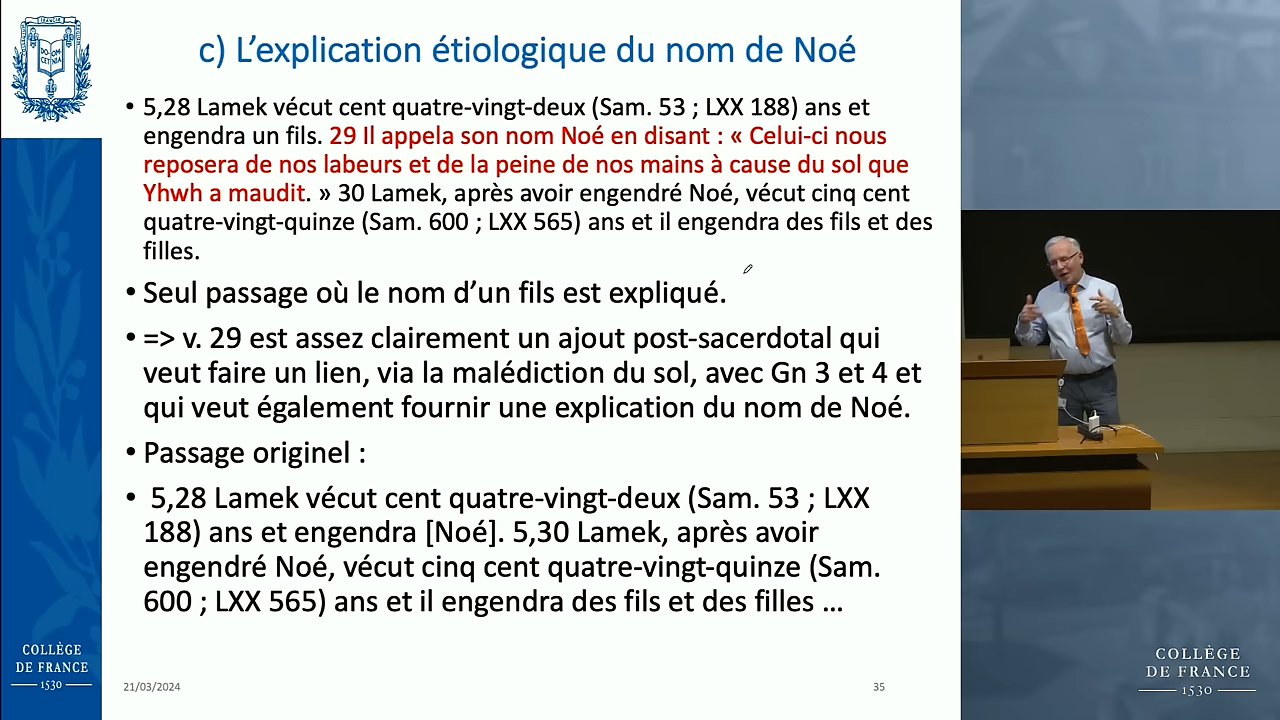 c) L'explication étiologique du nom de Noé
• 5,28 Lamek vécut cent quatre-vingt-deux (Sam. 53 ; LXX 188) ans et
engendra un fils. 29 Il appela son nom Noé en disant : « Celui-ci nous
reposera de nos labeurs et de la peine de nos mains à cause du sol que
Yhwh a maudit. » 30 Lamek, après avoir engendré Noé, vécut cinq cent
quatre-vingt-quinze (Sam. 600 ; LXX 565) ans et il engendra des fils et des
filles.
• Seul passage où le nom d'un fils est expliqué.
• => v. 29 est assez clairement un ajout post-sacerdotal qui
veut faire un lien, via la malédiction du sol, avec Gn 3 et 4 et
qui veut également fournir une explication du nom de Noé.
• Passage originel :
• 5,28 Lamek vécut cent quatre-vingt-deux (Sam. 53 ; LXX
188) ans et engendra [Noé]. 5,30 Lamek, après avoir
engendré Noé, vécut cinq cent quatre-vingt-quinze (Sam.
600 ; LXX 565) ans et il engendra des fils et des filles ...
COLLÈGE
DE FRANCE
1530
21/03/2024
35
COLLÈGE
DE FRANCE
1530